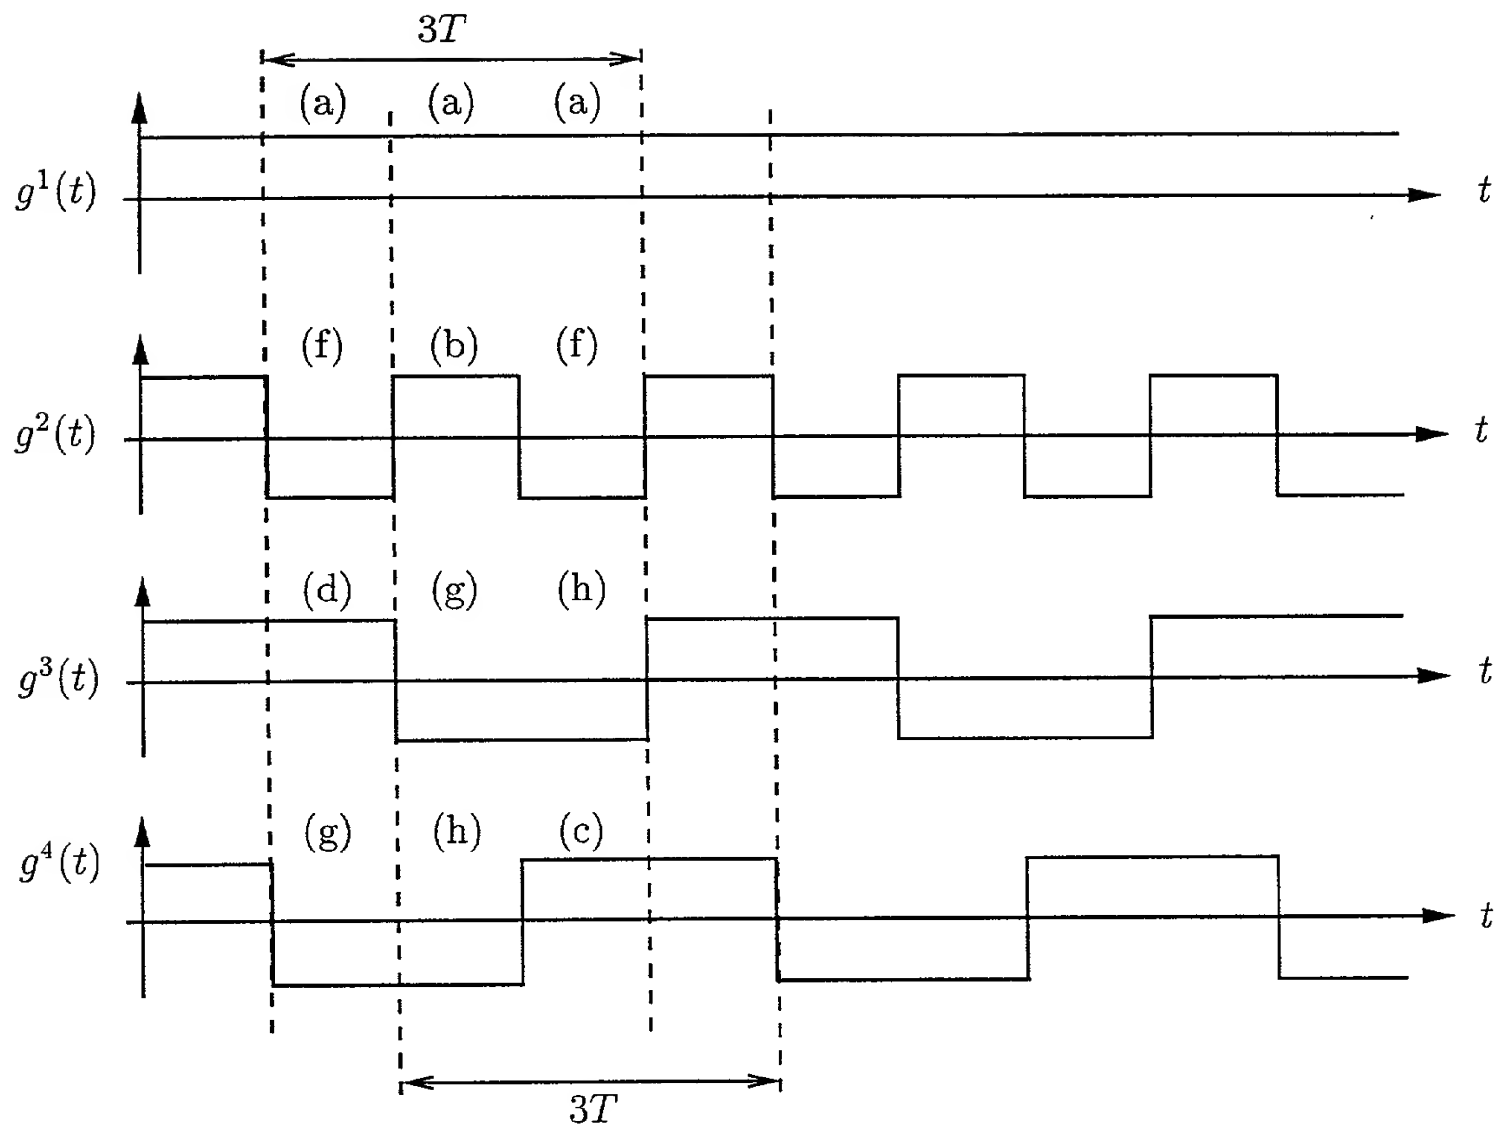 3T
(a) (a) (a)
g¹(t) t
(f) (b) (f)
g²(t) t
(d) (g) (h)
g³(t) t
(g) (h) (c)
g⁴(t) t
3T